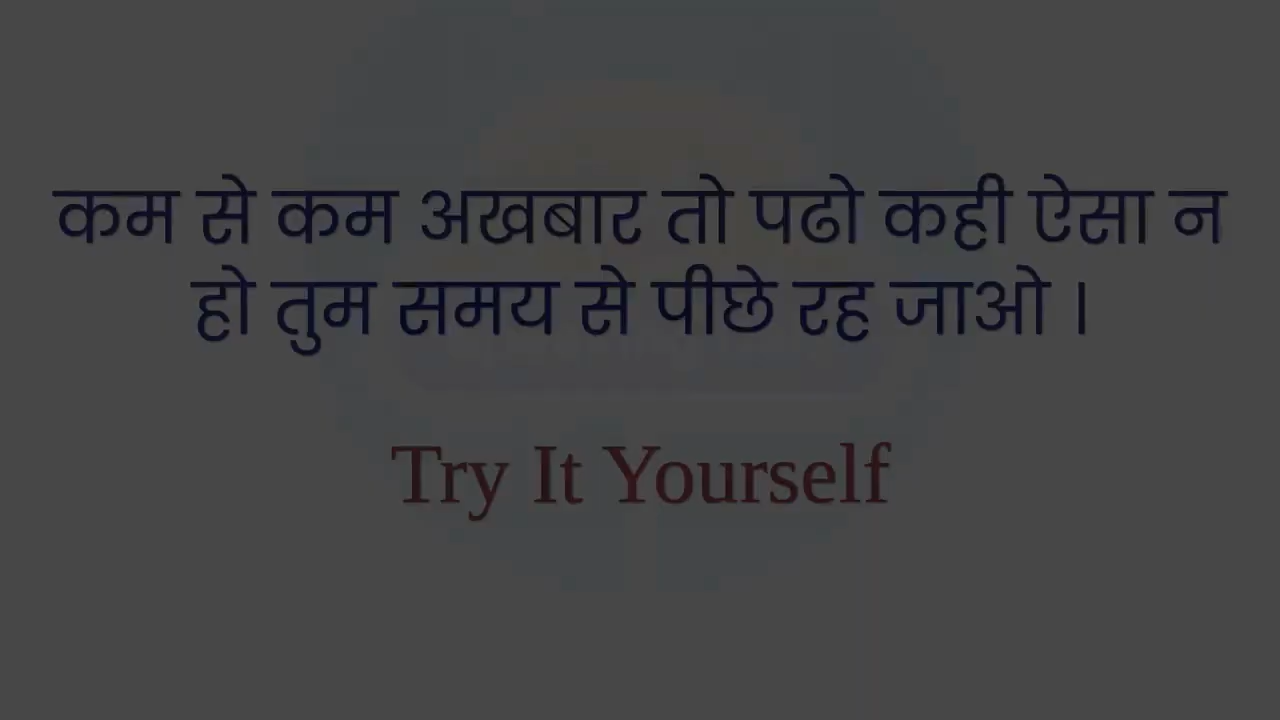 कम से कम अखबार तो पढो कही ऐसा न
हो तुम समय से पीछे रह जाओ ।
Try It Yourself